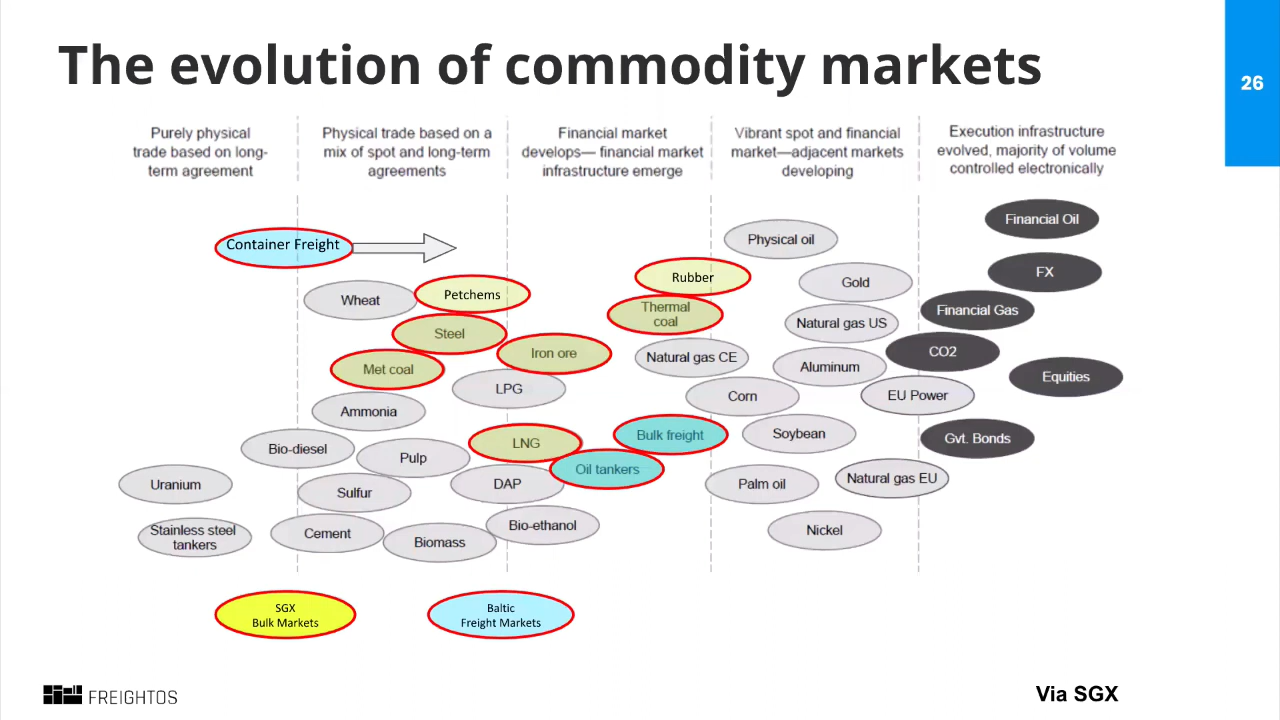 The evolution of commodity markets
26
Purely physical
trade based on long-
term agreement
Physical trade based on a
mix of spot and long-term
agreements
Financial market
develops— financial market
infrastructure emerge
Vibrant spot and financial
market—adjacent markets
developing
Execution infrastructure
evolved, majority of volume
controlled electronically
Container Freight
Wheat
Petchems
Steel
Met coal
Iron ore
LPG
Ammonia
Bio-diesel
Pulp
LNG
Uranium
Sulfur
DAP
Stainless steel
tankers
Cement
Biomass
Bio-ethanol
Rubber
Thermal
coal
Natural gas CE
Bulk freight
Oil tankers
Physical oil
Gold
Natural gas US
Aluminum
Corn
Soybean
Palm oil
Nickel
EU Power
Natural gas EU
Financial Oil
FX
Financial Gas
CO2
Equities
Gvt. Bonds
SGX
Bulk Markets
Baltic
Freight Markets
FREIGHTOS
Via SGX